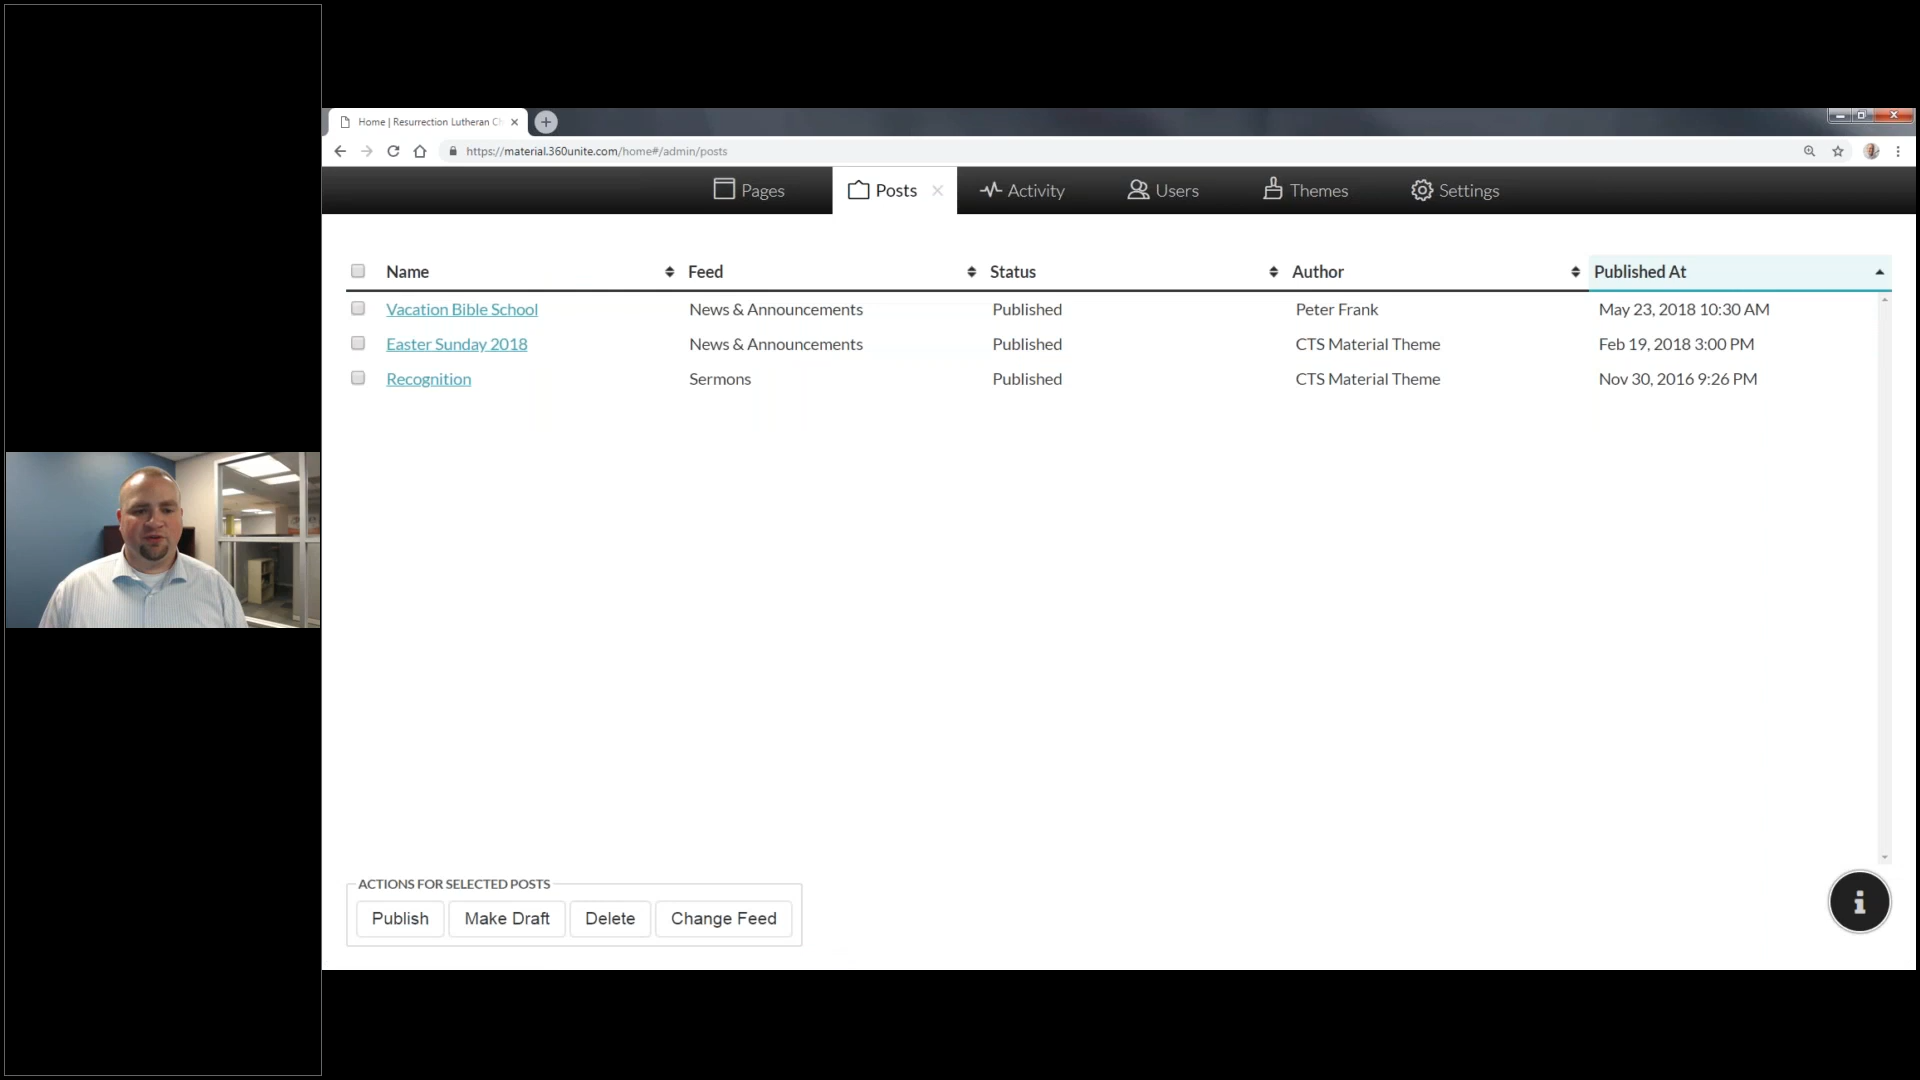 Home | Resurrection Lutheran C
https://material.360unite.com/home#/admin/posts
Pages Posts Activity Users Themes Settings
Name Feed Status Author Published At
Vacation Bible School News & Announcements Published Peter Frank May 23, 2018 10:30 AM
Easter Sunday 2018 News & Announcements Published CTS Material Theme Feb 19, 2018 3:00 PM
Recognition Sermons Published CTS Material Theme Nov 30, 2016 9:26 PM
ACTIONS FOR SELECTED POSTS
Publish Make Draft Delete Change Feed
i